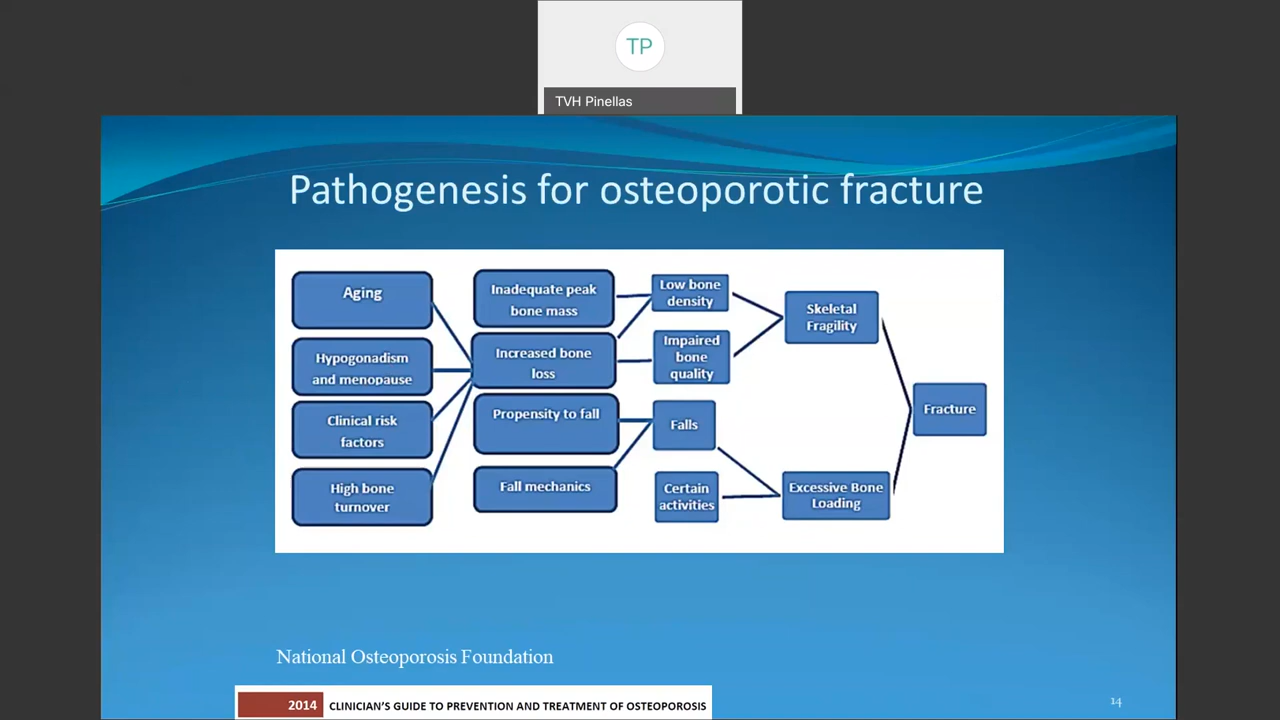 TP
TVH Pinellas
Pathogenesis for osteoporotic fracture
Aging
Hypogonadism
and menopause
Clinical risk
factors
High bone
turnover
Inadequate peak
bone mass
Increased bone
loss
Propensity to fall
Fall mechanics
Low bone
density
Impaired
bone
quality
Falls
Certain
activities
Skeletal
Fragility
Excessive Bone
Loading
Fracture
National Osteoporosis Foundation
2014 CLINICIAN'S GUIDE TO PREVENTION AND TREATMENT OF OSTEOPOROSIS
14